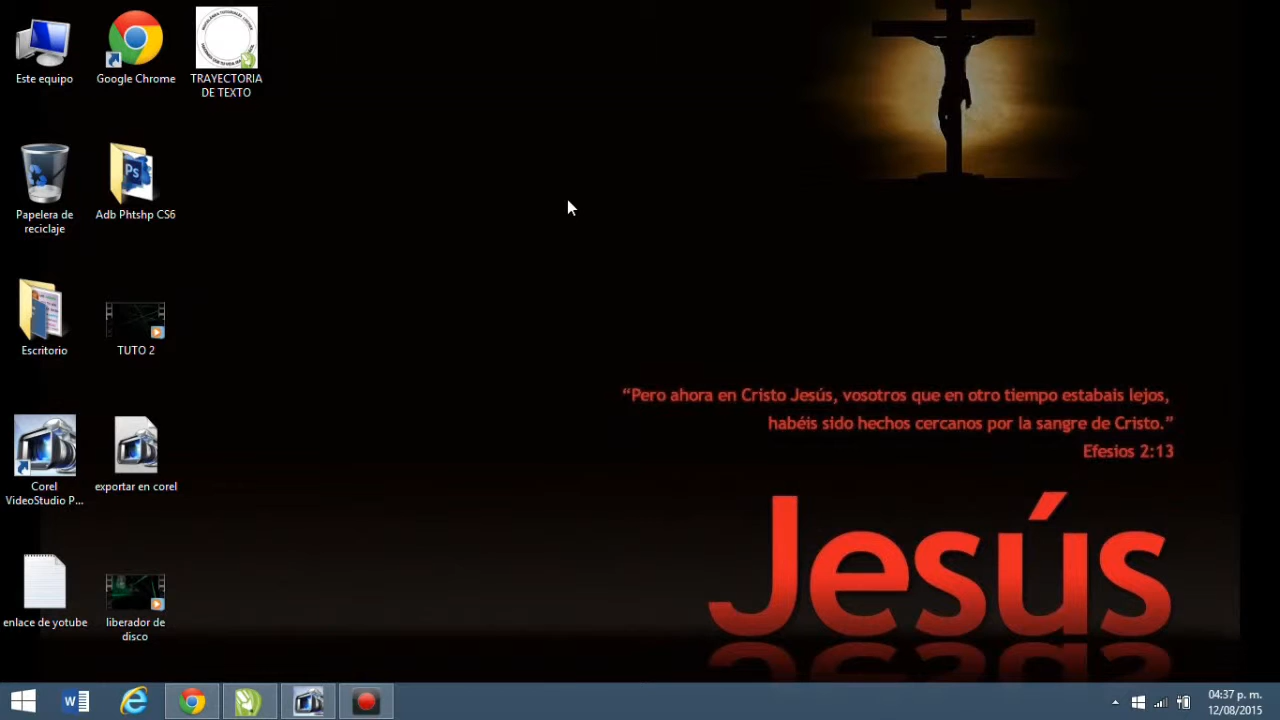 Este equipo
Google Chrome
TRAYECTORIA
DE TEXTO
Papelera de
reciclaje
Adb Phtshp CS6
Ps
Escritorio
TUTO 2
Corel
VideoStudio P...
exportar en corel
enlace de yotube
liberador de
disco
“Pero ahora en Cristo Jesús, vosotros que en otro tiempo estabais lejos,
habéis sido hechos cercanos por la sangre de Cristo.”
Efesios 2:13
Jesús
04:37 p. m.
12/08/2015